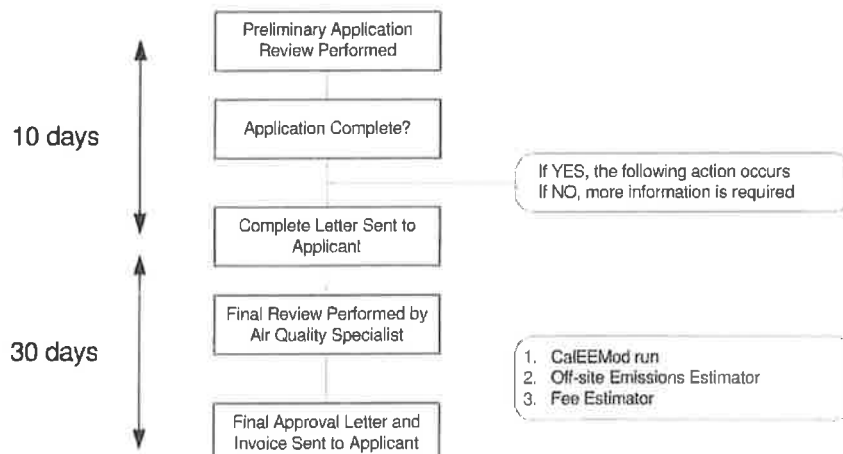 Preliminary Application
Review Performed
10 days
Application Complete?
If YES, the following action occurs
If NO, more information is required
Complete Letter Sent to
Applicant
30 days
Final Review Performed by
Air Quality Specialist
1. CalEEMod run
2. Off-site Emissions Estimator
3. Fee Estimator
Final Approval Letter and
Invoice Sent to Applicant